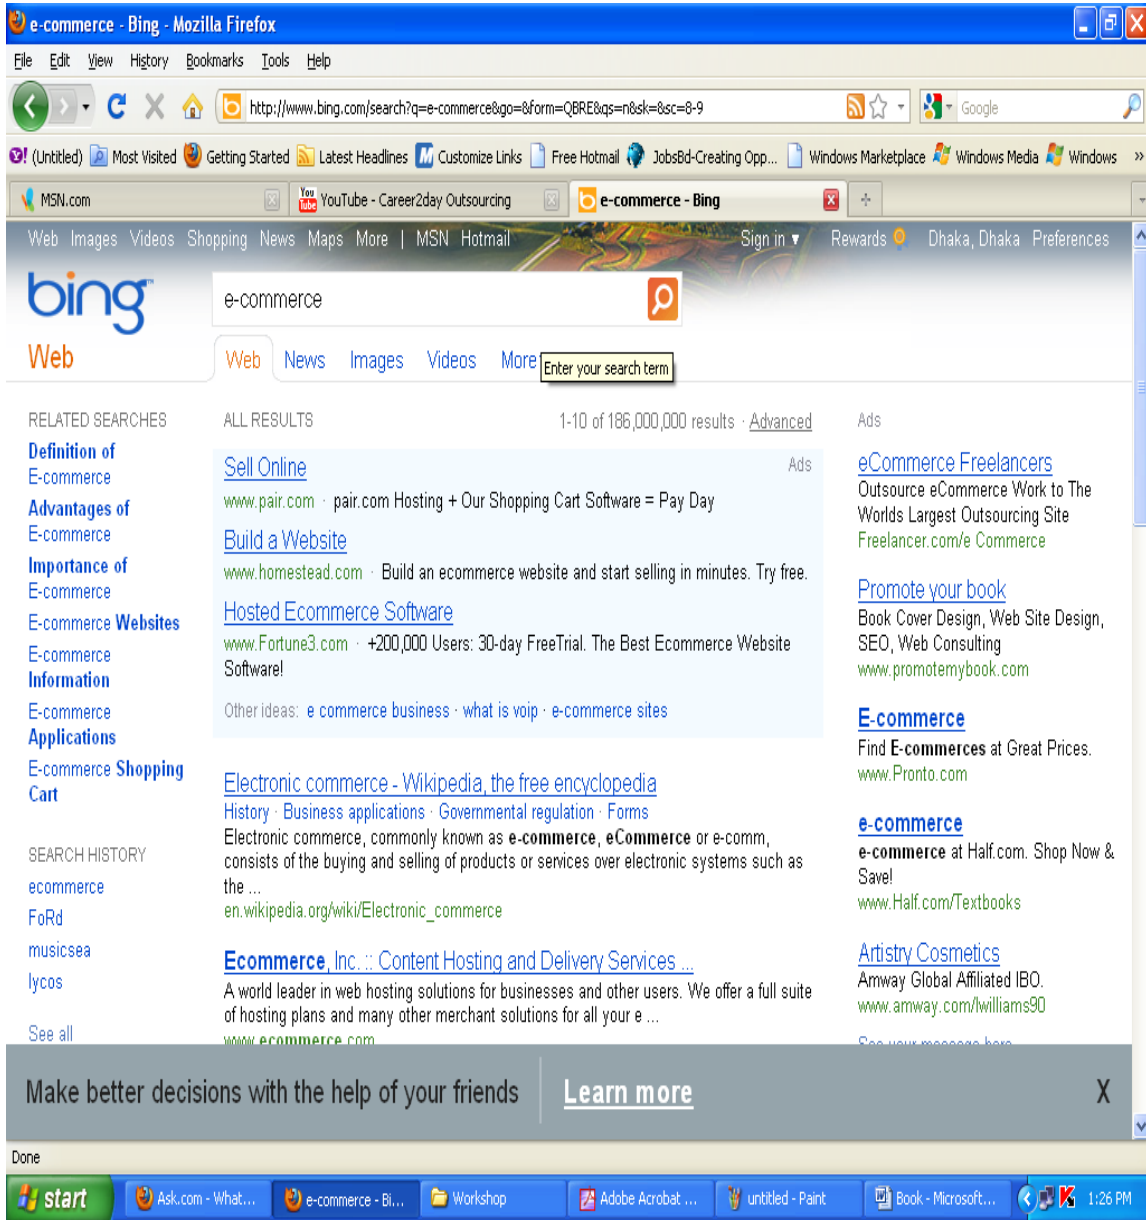 e-commerce - Bing - Mozilla Firefox
File Edit View History Bookmarks Tools Help
http://www.bing.com/search?q=e-commerce&go=&form=QBRE&qs=n&sk=&sc=8-9 Google
(Untitled) Most Visited Getting Started Latest Headlines Customize Links Free Hotmail JobsBd-Creating Opp... Windows Marketplace Windows Media Windows »
MSN.com YouTube - Career2day Outsourcing e-commerce - Bing
Web Images Videos Shopping News Maps More | MSN Hotmail Sign in Rewards Dhaka, Dhaka Preferences
bing™
e-commerce
Web
Web News Images Videos More
Enter your search term
RELATED SEARCHES
Definition of
E-commerce
Advantages of
E-commerce
Importance of
E-commerce
E-commerce Websites
E-commerce
Information
E-commerce
Applications
E-commerce Shopping
Cart
SEARCH HISTORY
ecommerce
FoRd
musicsea
lycos
See all
ALL RESULTS 1-10 of 186,000,000 results · Advanced
Sell Online Ads
www.pair.com · pair.com Hosting + Our Shopping Cart Software = Pay Day
Build a Website
www.homestead.com · Build an ecommerce website and start selling in minutes. Try free.
Hosted Ecommerce Software
www.Fortune3.com · +200,000 Users: 30-day FreeTrial. The Best Ecommerce Website
Software!
Other ideas: e commerce business · what is voip · e-commerce sites
Electronic commerce - Wikipedia, the free encyclopedia
History · Business applications · Governmental regulation · Forms
Electronic commerce, commonly known as e-commerce, eCommerce or e-comm,
consists of the buying and selling of products or services over electronic systems such as
the ...
en.wikipedia.org/wiki/Electronic_commerce
Ecommerce, Inc. :: Content Hosting and Delivery Services ...
A world leader in web hosting solutions for businesses and other users. We offer a full suite
of hosting plans and many other merchant solutions for all your e ...
www.ecommerce.com
Ads
eCommerce Freelancers
Outsource eCommerce Work to The
Worlds Largest Outsourcing Site
Freelancer.com/e Commerce
Promote your book
Book Cover Design, Web Site Design,
SEO, Web Consulting
www.promotemybook.com
E-commerce
Find E-commerces at Great Prices.
www.Pronto.com
e-commerce
e-commerce at Half.com. Shop Now &
Save!
www.Half.com/Textbooks
Artistry Cosmetics
Amway Global Affiliated IBO.
www.amway.com/lwilliams90
See your message here
Make better decisions with the help of your friends Learn more X
Done
start Ask.com - What... e-commerce - Bi... Workshop Adobe Acrobat ... untitled - Paint Book - Microsoft... 1:26 PM